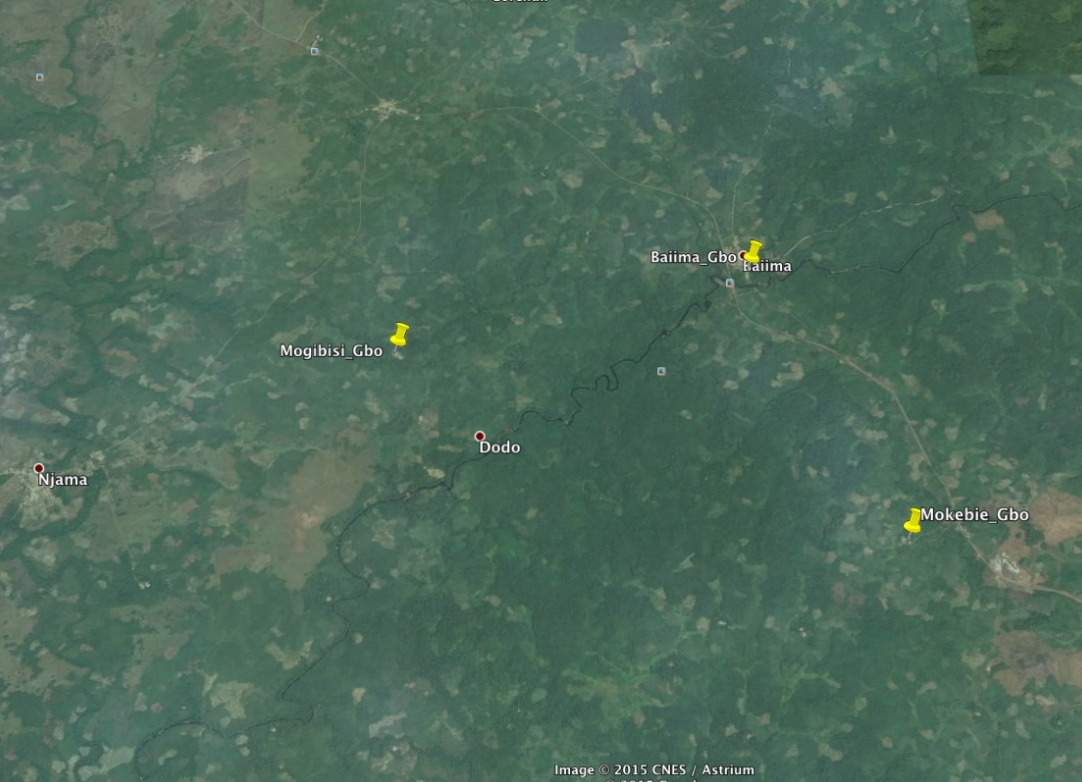 Baiima_Gbo
Baiima
Mogibisi_Gbo
Dodo
Njama
Mokebie_Gbo
Image © 2015 CNES / Astrium